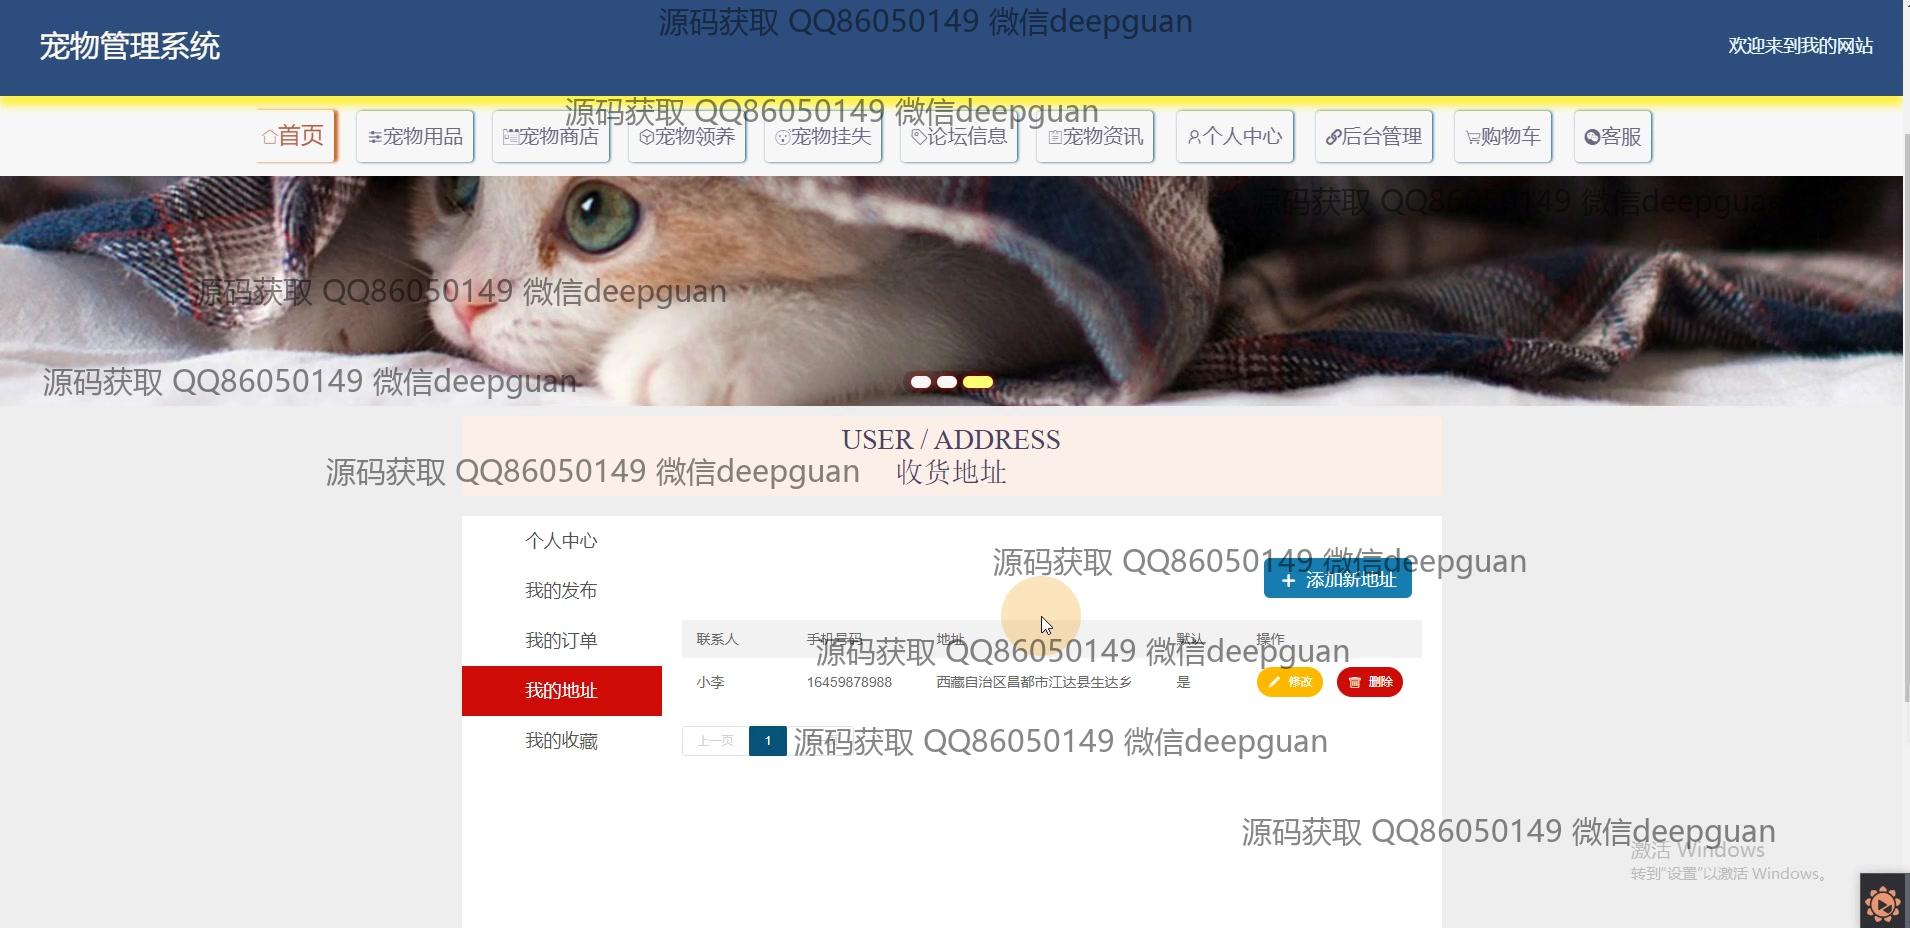 源码获取 QQ86050149 微信deepguan
宠物管理系统
欢迎来到我的网站
源码获取 QQ86050149 微信deepguan
首页
宠物用品
宠物商店
宠物领养
宠物挂失
论坛信息
宠物资讯
个人中心
后台管理
购物车
客服
源码获取 QQ86050149 微信deepguan
源码获取 QQ86050149 微信deepguan
源码获取 QQ86050149 微信deepguan
USER / ADDRESS
收货地址
源码获取 QQ86050149 微信deepguan
个人中心
我的发布
我的订单
我的地址
我的收藏
源码获取 QQ86050149 微信deepguan
添加新地址
联系人 手机号码 地址 默认 操作
源码获取 QQ86050149 微信deepguan
小李 16459878988 西藏自治区昌都市江达县生达乡 是 修改 删除
上一页 1
源码获取 QQ86050149 微信deepguan
源码获取 QQ86050149 微信deepguan
激活 Windows
转到“设置”以激活 Windows。